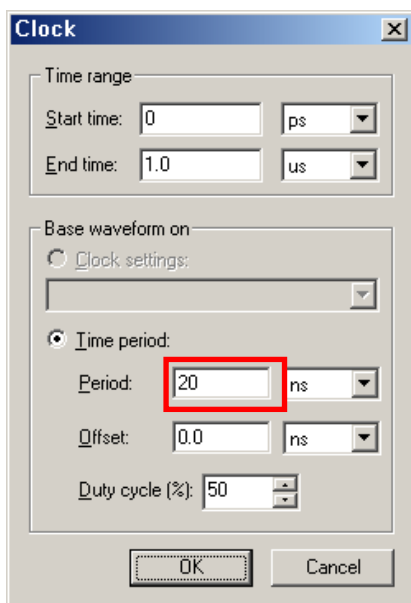 Clock
Time range
Start time: 0 ps
End time: 1.0 us
Base waveform on
Clock settings:
Time period:
Period: 20 ns
Offset: 0.0 ns
Duty cycle (%): 50
OK Cancel